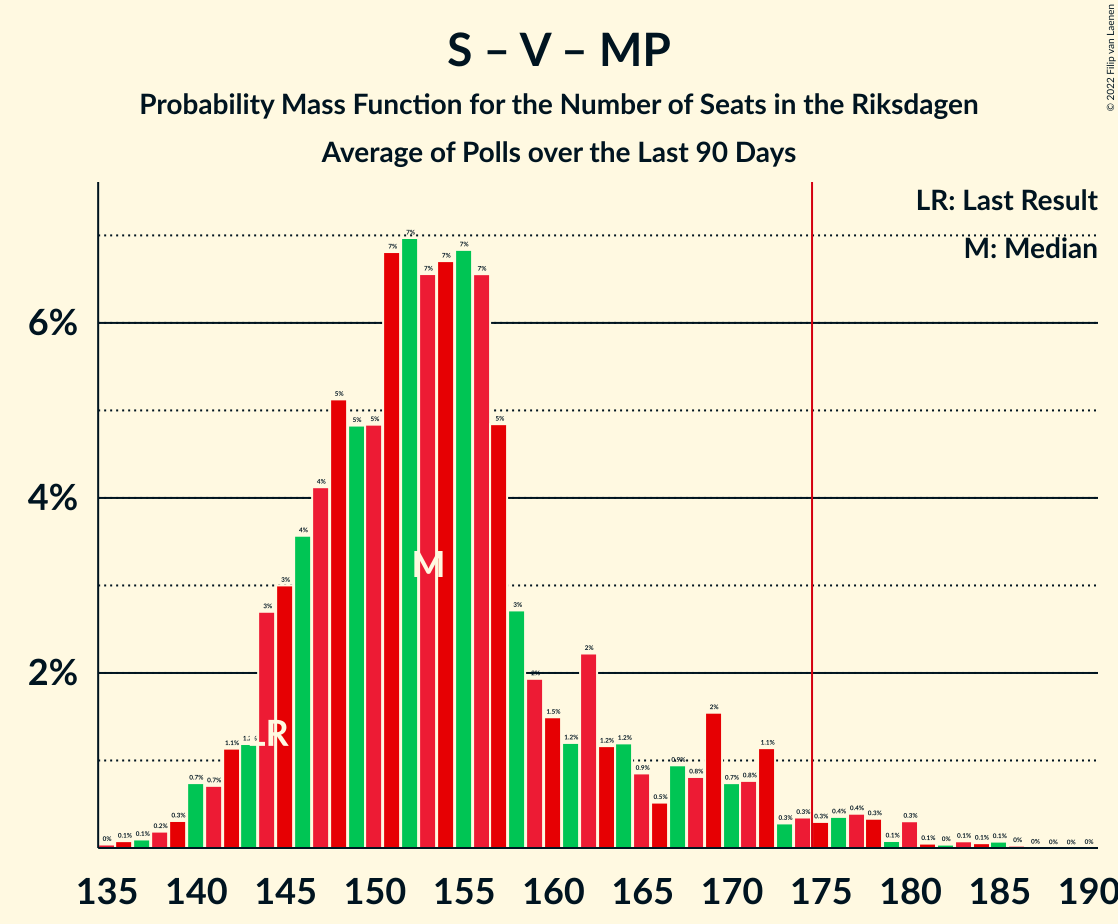 S – V – MP
Probability Mass Function for the Number of Seats in the Riksdagen
Average of Polls over the Last 90 Days
© 2022 Filip van Laenen
LR: Last Result
M: Median
6%
4%
2%
0% 0.1% 0.1% 0.2% 0.3% 0.7% 0.7% 1.1% 3% 3% 4% 4% 5% 5% 5% 7% 7% 7% 7% 7% 7% 5% 3% 2% 1.5% 1.2% 2% 1.2% 1.2% 0.9% 0.5% 0.9% 0.8% 2% 0.7% 0.8% 1.1% 0.3% 0.3% 0.3% 0.4% 0.4% 0.3% 0.1% 0.3% 0.1% 0% 0.1% 0.1% 0.1% 0% 0% 0% 0% 0%
M
LR
135 140 145 150 155 160 165 170 175 180 185 190